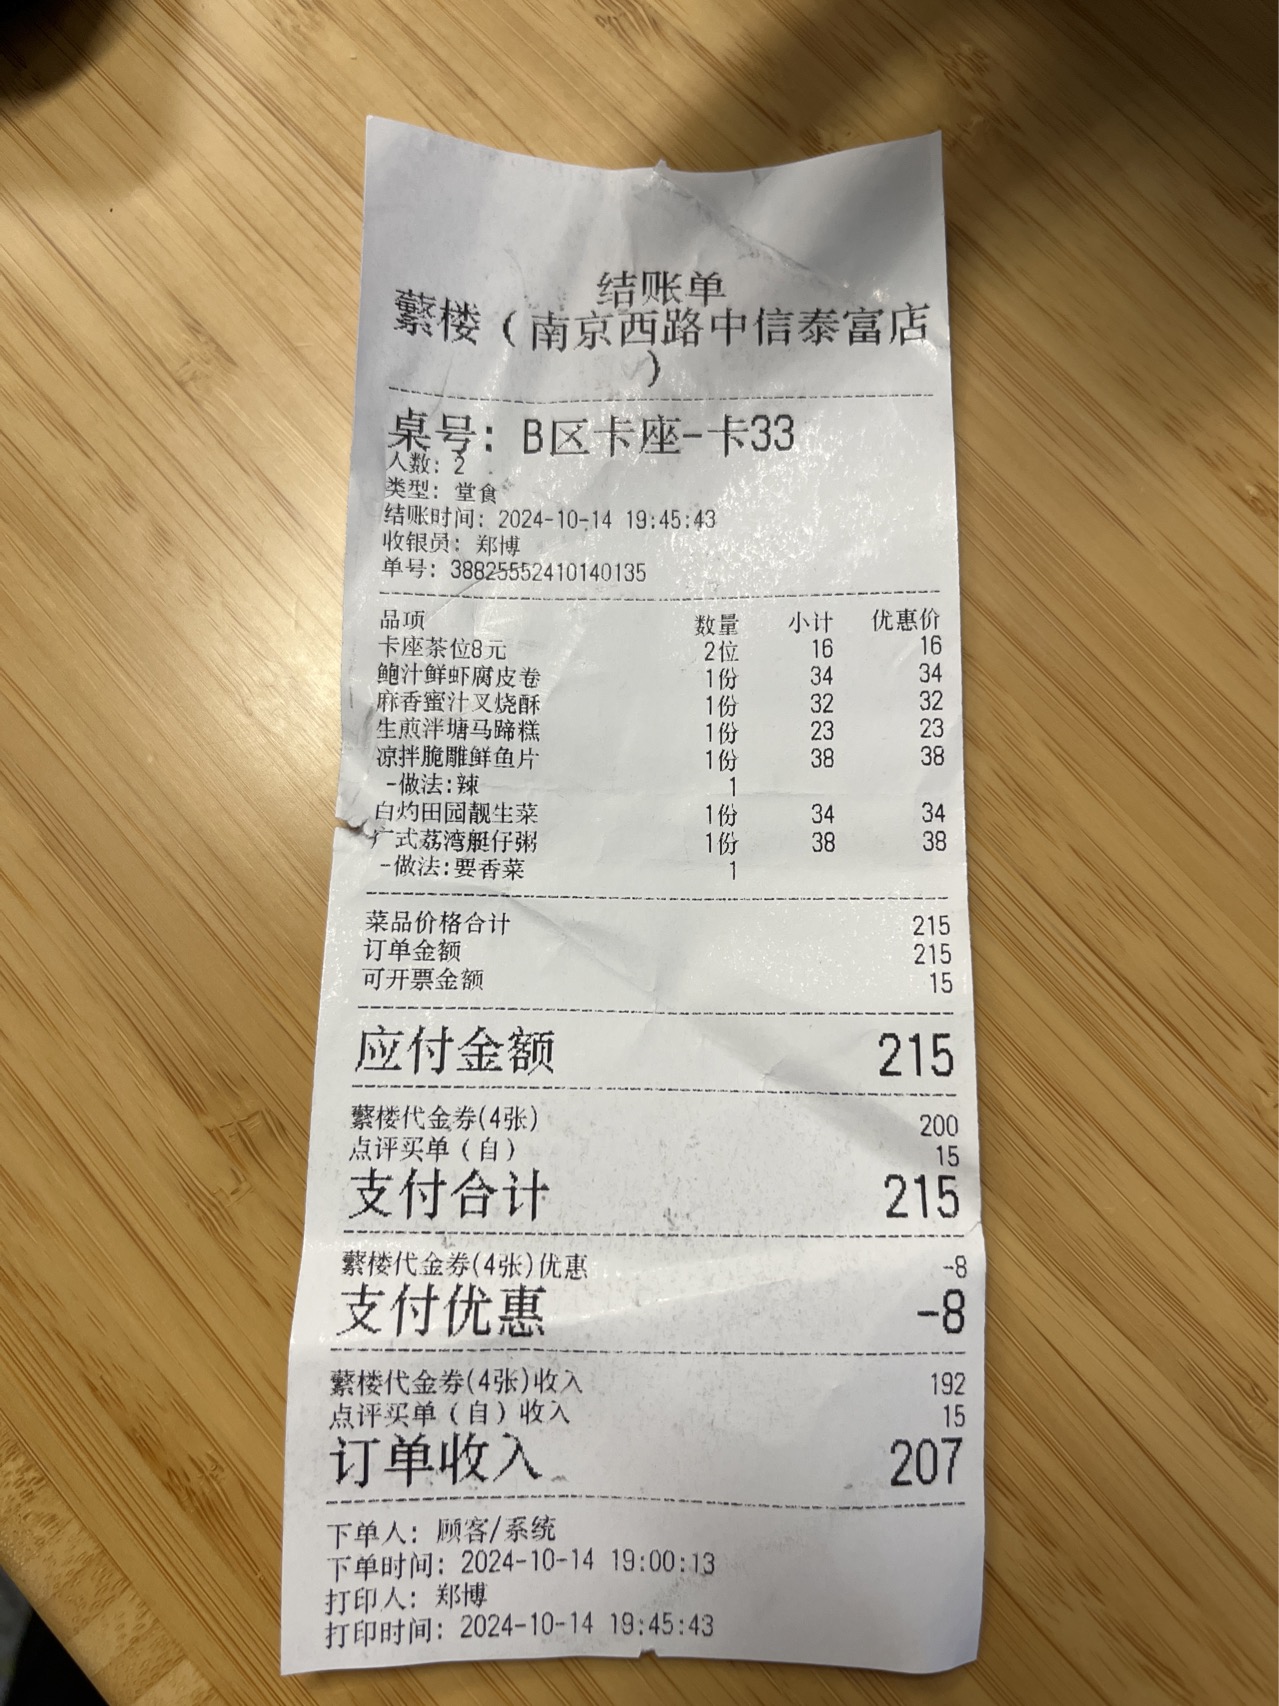 结账单
蘩楼（南京西路中信泰富店
）
桌号: B区卡座-卡33
人数: 2
类型: 堂食
结账时间: 2024-10-14 19:45:43
收银员: 郑博
单号: 38825552410140135
品项 数量 小计 优惠价
卡座茶位8元 2位 16 16
鲍汁鲜虾腐皮卷 1份 34 34
麻香蜜汁叉烧酥 1份 32 32
生煎泮塘马蹄糕 1份 23 23
凉拌脆雕鲜鱼片 1份 38 38
-做法:辣 1
白灼田园靓生菜 1份 34 34
广式荔湾艇仔粥 1份 38 38
-做法:要香菜 1
菜品价格合计 215
订单金额 215
可开票金额 15
应付金额 215
蘩楼代金券(4张) 200
点评买单（自） 15
支付合计 215
蘩楼代金券(4张)优惠 -8
支付优惠 -8
蘩楼代金券(4张)收入 192
点评买单（自）收入 15
订单收入 207
下单人: 顾客/系统
下单时间: 2024-10-14 19:00:13
打印人: 郑博
打印时间: 2024-10-14 19:45:43